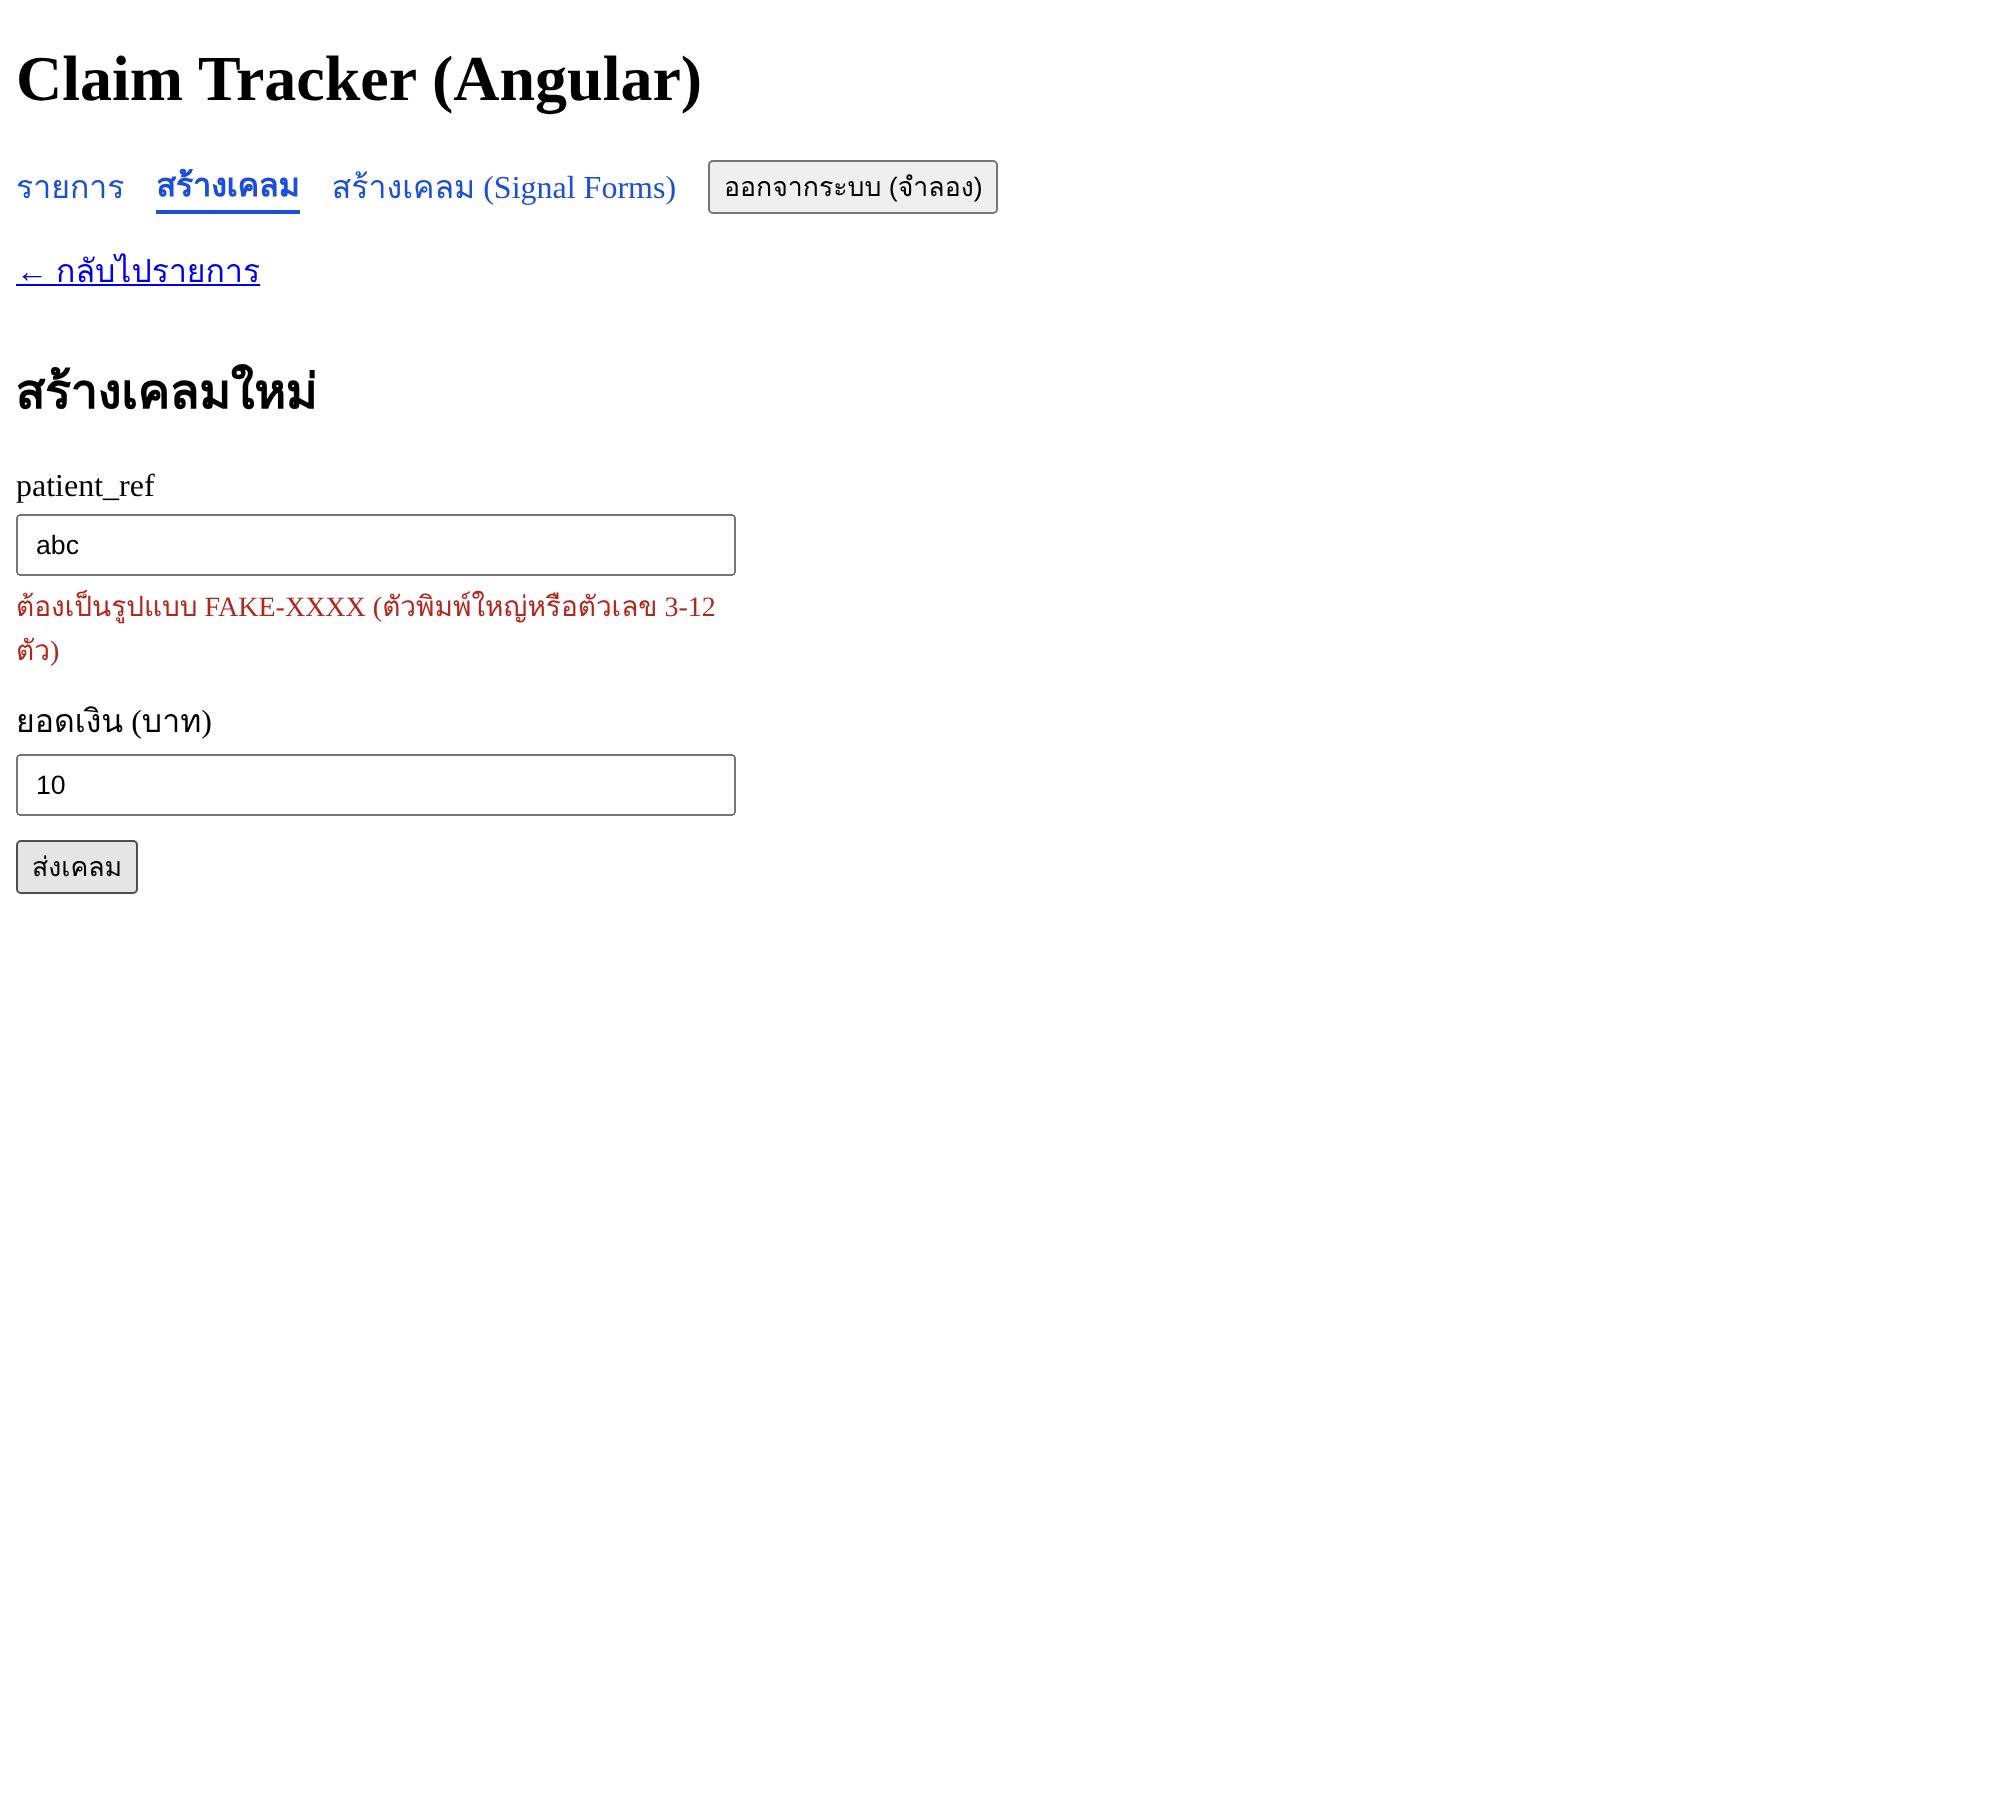 Claim Tracker (Angular)
รายการ สร้างเคลม สร้างเคลม (Signal Forms) ออกจากระบบ (จำลอง)
← กลับไปรายการ
สร้างเคลมใหม่
patient_ref
abc
ต้องเป็นรูปแบบ FAKE-XXXX (ตัวพิมพ์ใหญ่หรือตัวเลข 3-12
ตัว)
ยอดเงิน (บาท)
10
ส่งเคลม